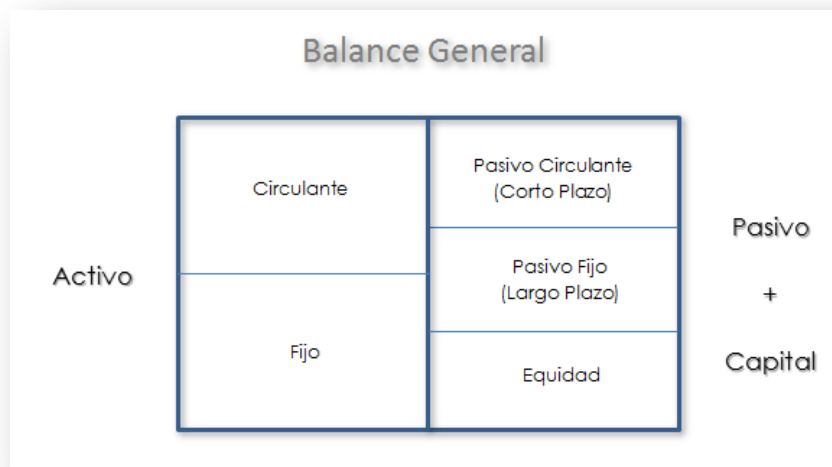 Balance General
Activo
Circulante
Fijo
Pasivo Circulante
(Corto Plazo)
Pasivo Fijo
(Largo Plazo)
Equidad
Pasivo
+
Capital